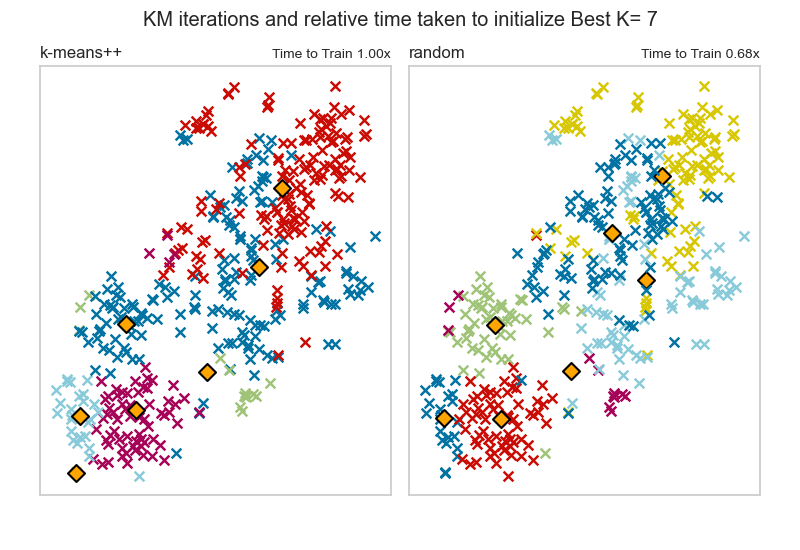 KM iterations and relative time taken to initialize Best K= 7
k-means++ Time to Train 1.00x
random Time to Train 0.68x